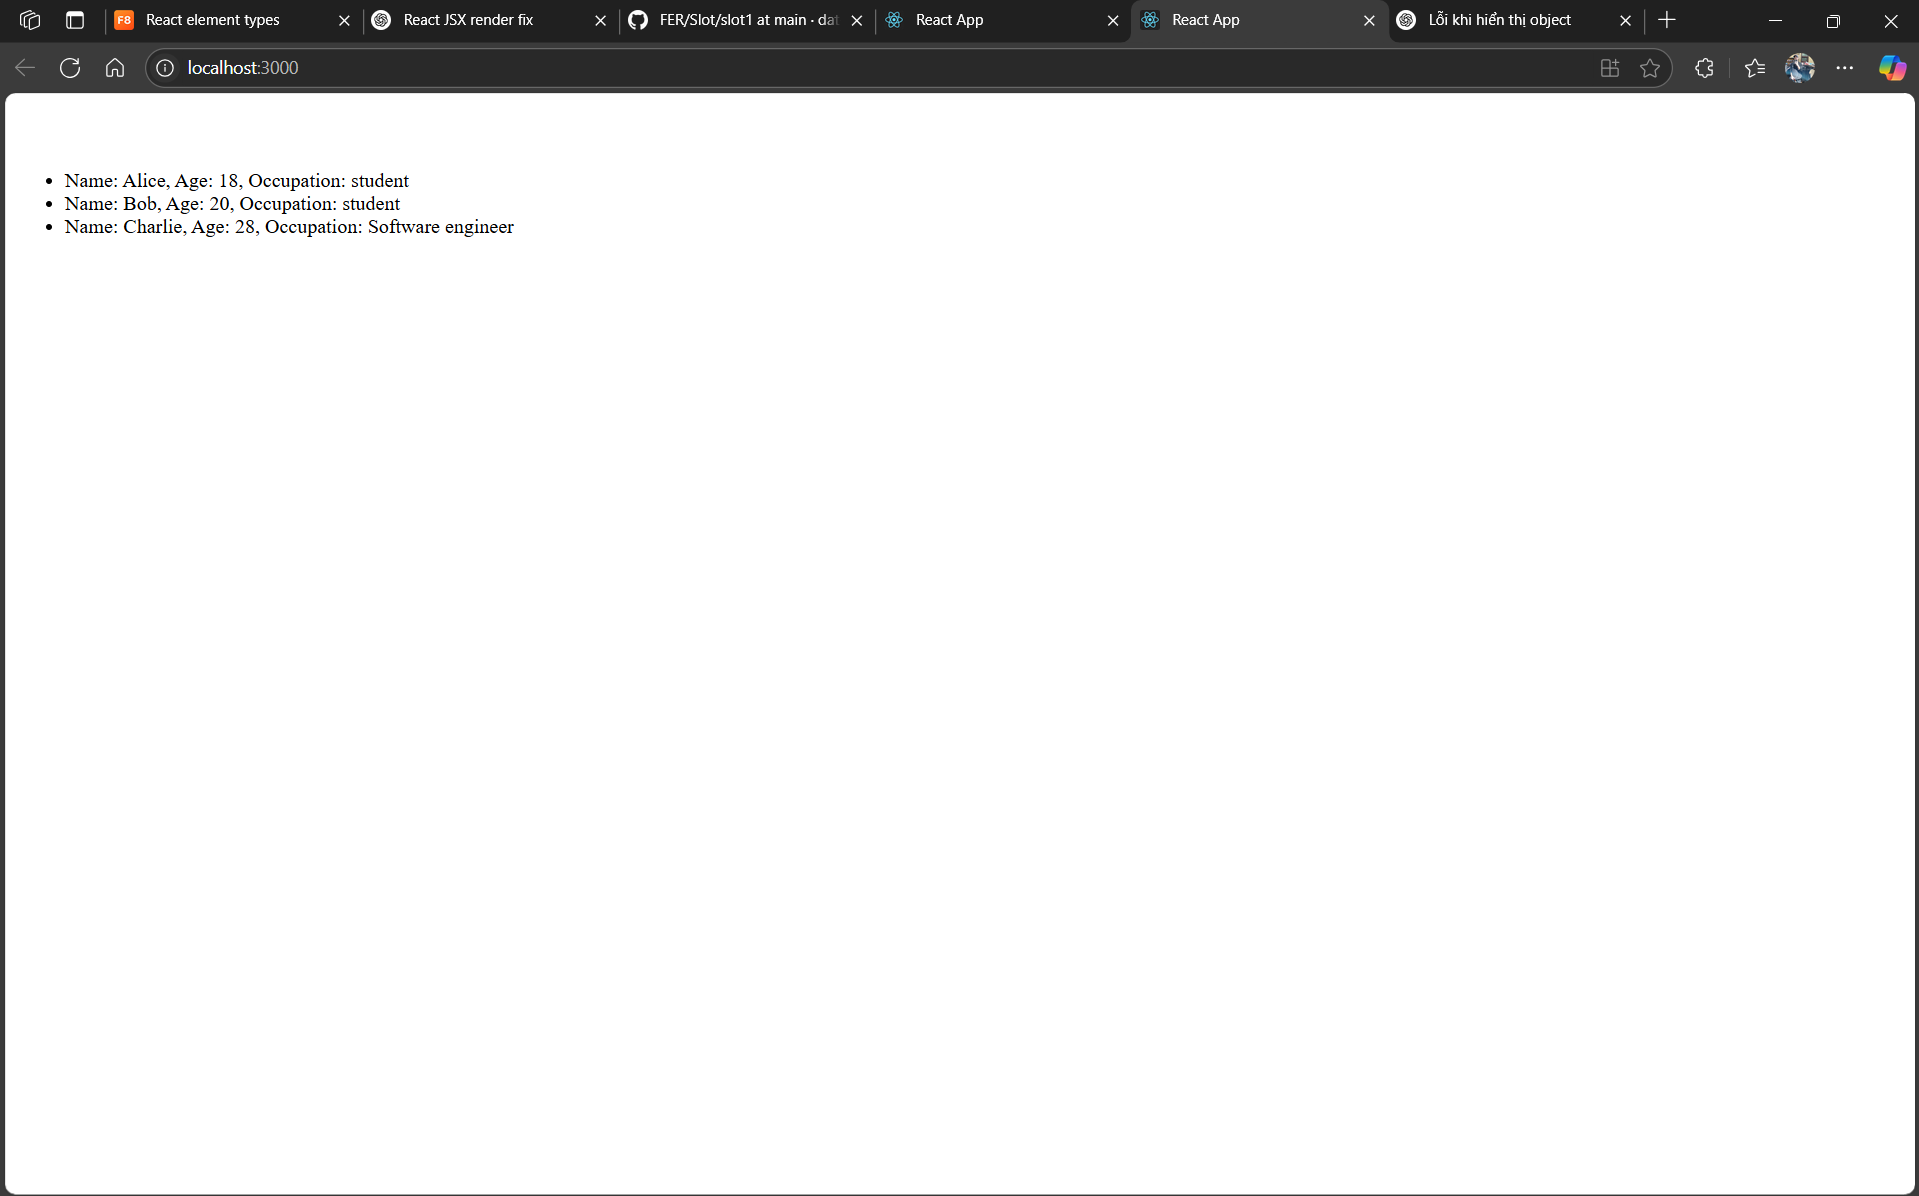 F8 React element types
React JSX render fix
FER/Slot/slot1 at main · dat
React App
React App
Lỗi khi hiển thị object
localhost:3000
• Name: Alice, Age: 18, Occupation: student
• Name: Bob, Age: 20, Occupation: student
• Name: Charlie, Age: 28, Occupation: Software engineer